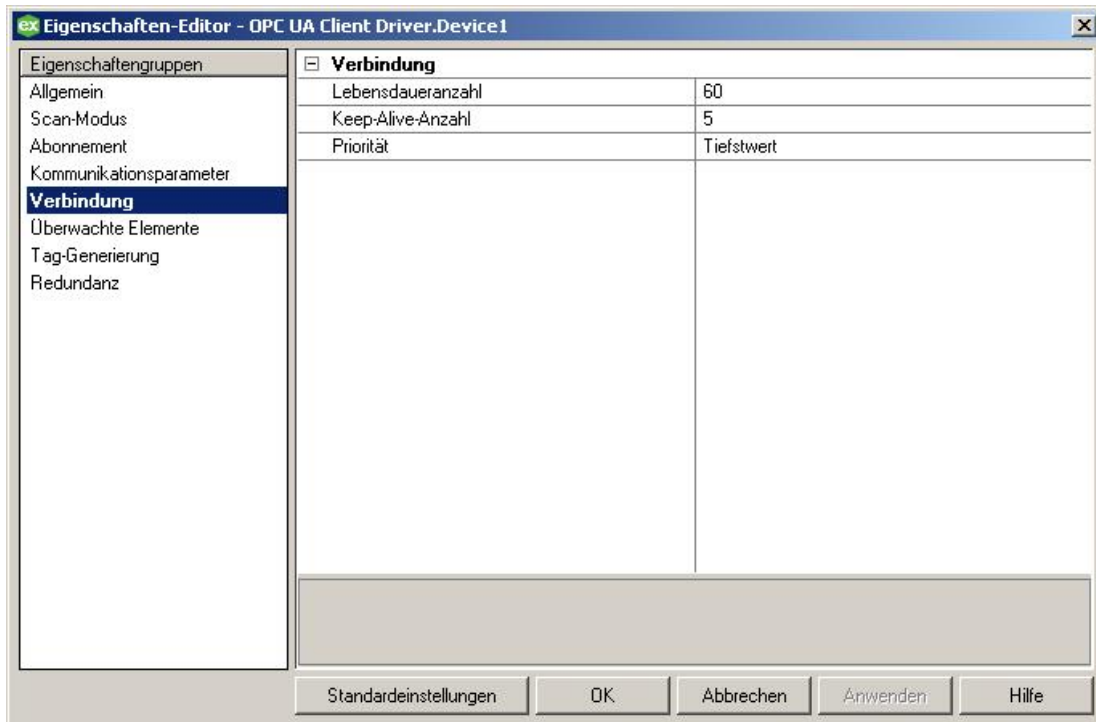 ex Eigenschaften-Editor - OPC UA Client Driver.Device1
Eigenschaftengruppen
Allgemein
Scan-Modus
Abonnement
Kommunikationsparameter
Verbindung
Überwachte Elemente
Tag-Generierung
Redundanz
Verbindung
Lebensdaueranzahl 60
Keep-Alive-Anzahl 5
Priorität Tiefstwert
Standardeinstellungen OK Abbrechen Anwenden Hilfe